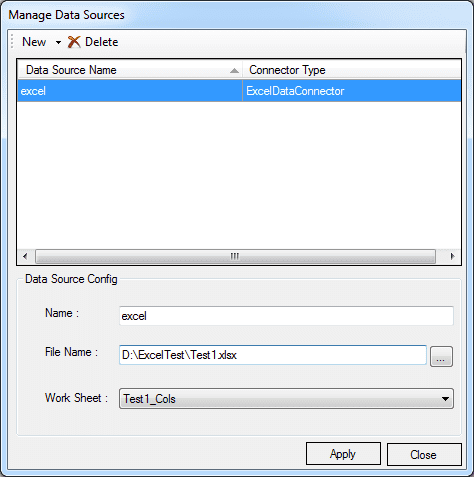 Manage Data Sources
New Delete
Data Source Name Connector Type
excel ExcelDataConnector
Data Source Config
Name : excel
File Name : D:\ExcelTest\Test1.xlsx ...
Work Sheet : Test1_Cols
Apply Close